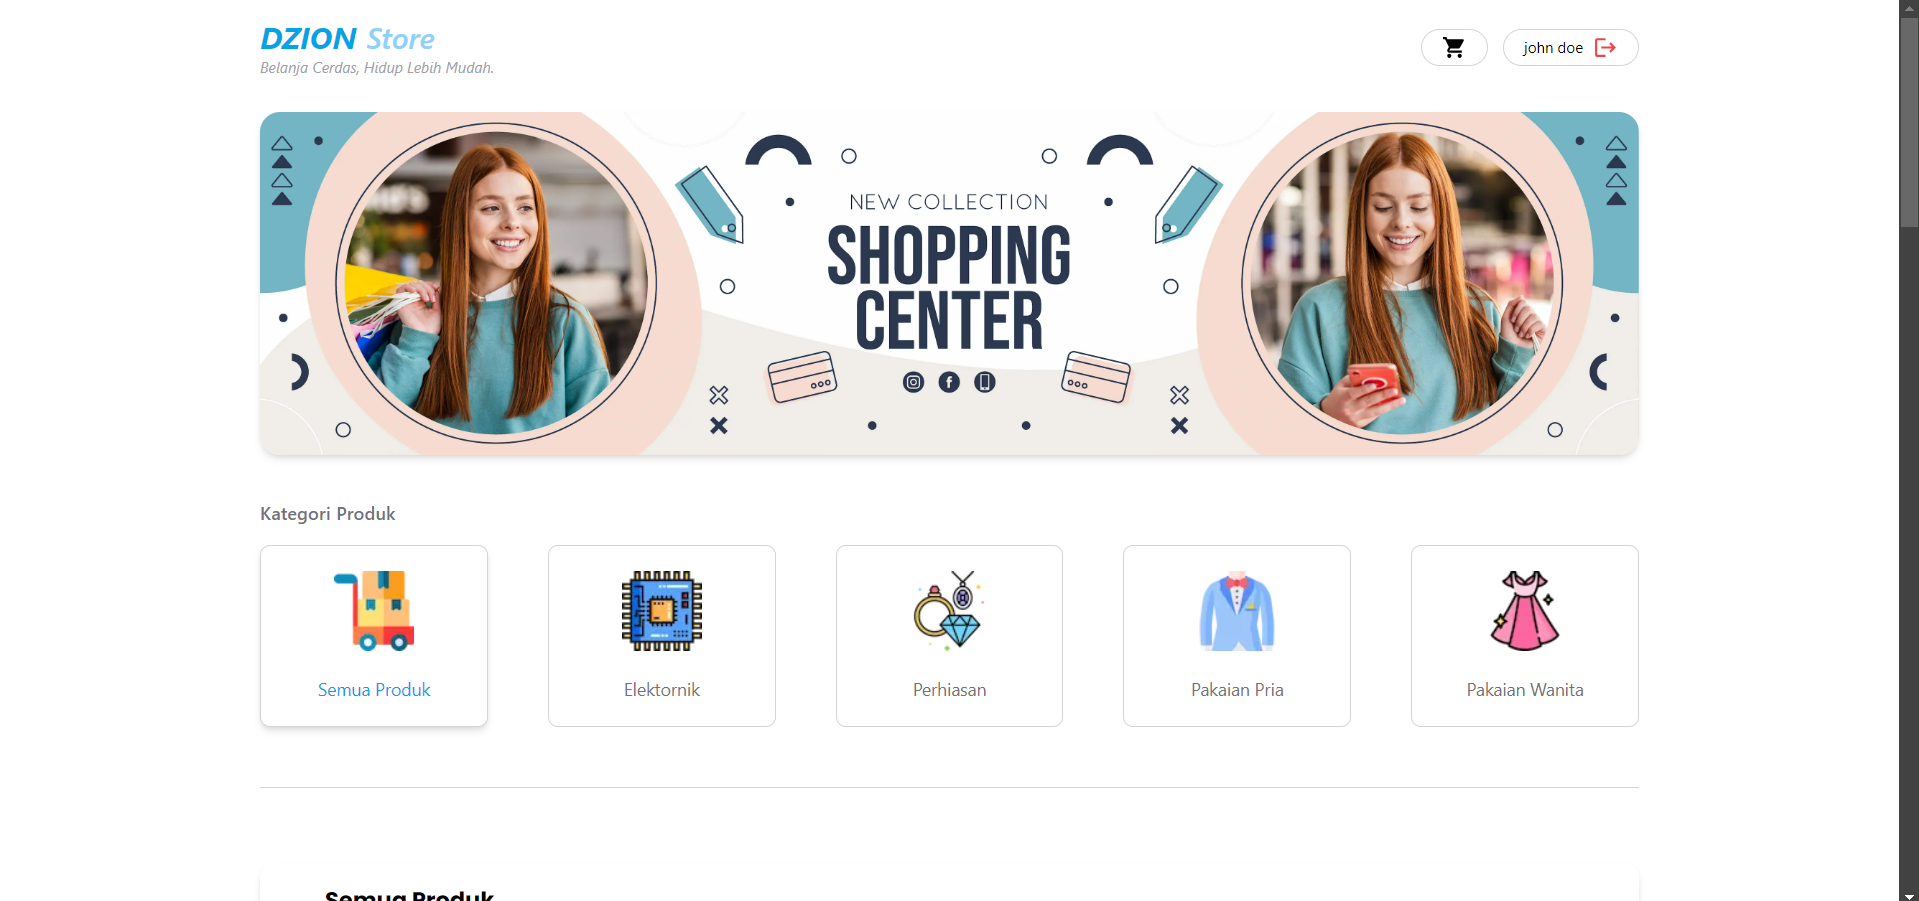 DZION Store
Belanja Cerdas, Hidup Lebih Mudah.
john doe
NEW COLLECTION
SHOPPING
CENTER
Kategori Produk
Semua Produk
Elektornik
Perhiasan
Pakaian Pria
Pakaian Wanita
Semua Produk